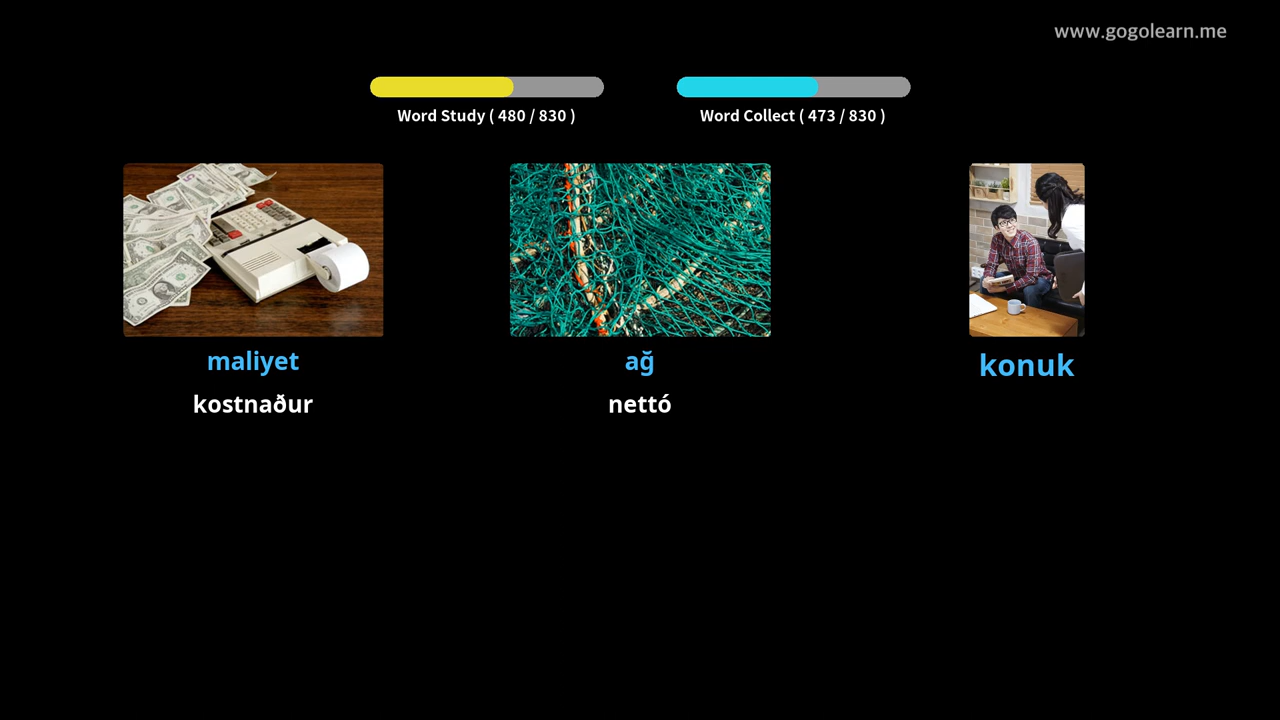 www.gogolearn.me
Word Study ( 480 / 830 )
Word Collect ( 473 / 830 )
maliyet
kostnaður
ağ
nettó
konuk